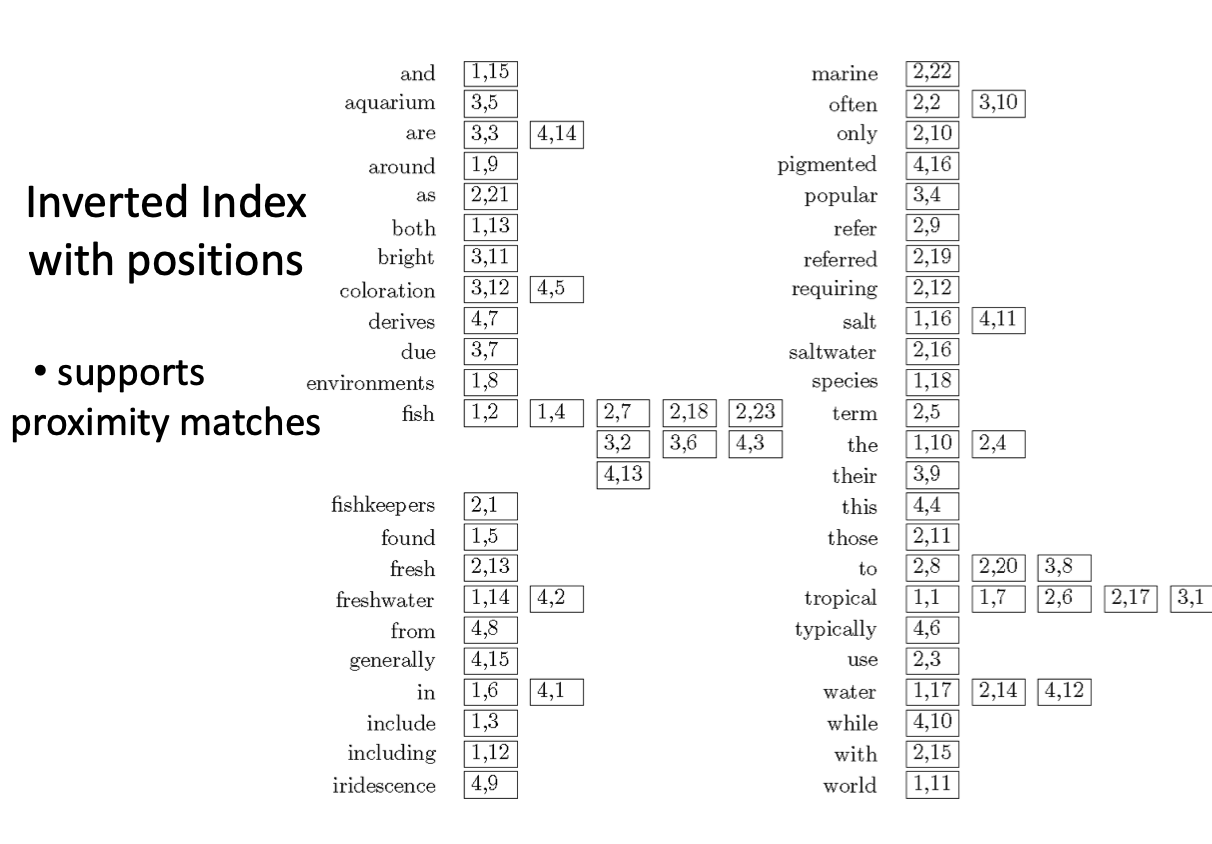 Inverted Index
with positions
• supports
proximity matches
and 1,15
aquarium 3,5
are 3,3 4,14
around 1,9
as 2,21
both 1,13
bright 3,11
coloration 3,12 4,5
derives 4,7
due 3,7
environments 1,8
fish 1,2 1,4 2,7 2,18 2,23
3,2 3,6 4,3
4,13
fishkeepers 2,1
found 1,5
fresh 2,13
freshwater 1,14 4,2
from 4,8
generally 4,15
in 1,6 4,1
include 1,3
including 1,12
iridescence 4,9
marine 2,22
often 2,2 3,10
only 2,10
pigmented 4,16
popular 3,4
refer 2,9
referred 2,19
requiring 2,12
salt 1,16 4,11
saltwater 2,16
species 1,18
term 2,5
the 1,10 2,4
their 3,9
this 4,4
those 2,11
to 2,8 2,20 3,8
tropical 1,1 1,7 2,6 2,17 3,1
typically 4,6
use 2,3
water 1,17 2,14 4,12
while 4,10
with 2,15
world 1,11